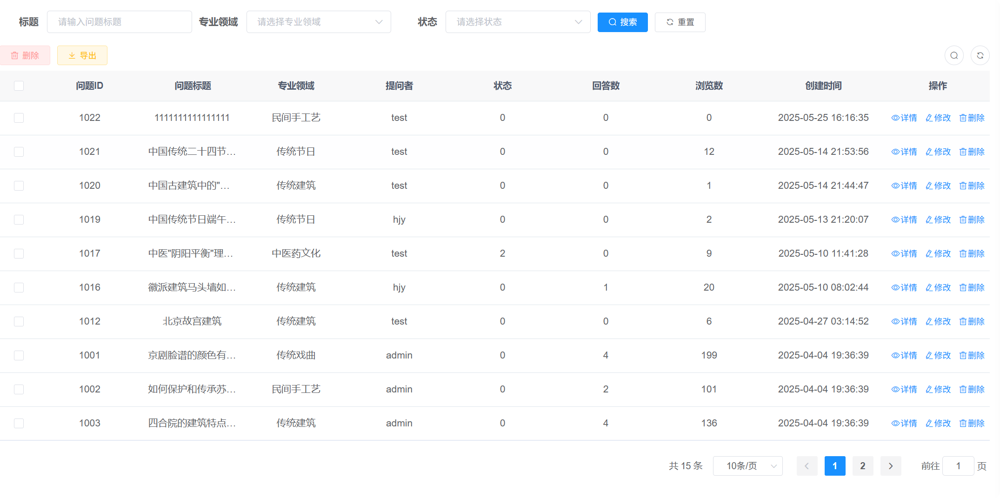 标题 请输入问题标题 专业领域 请选择专业领域 状态 请选择状态 搜索 重置
删除 导出
问题ID 问题标题 专业领域 提问者 状态 回答数 浏览数 创建时间 操作
1022 1111111111111111 民间手工艺 test 0 0 0 2025-05-25 16:16:35 详情 修改 删除
1021 中国传统二十四节... 传统节日 test 0 0 12 2025-05-14 21:53:56 详情 修改 删除
1020 中国古建筑中的"... 传统建筑 test 0 0 1 2025-05-14 21:44:47 详情 修改 删除
1019 中国传统节日端午... 传统节日 hjy 0 0 2 2025-05-13 21:20:07 详情 修改 删除
1017 中医"阴阳平衡"理... 中医药文化 test 2 0 9 2025-05-10 11:41:28 详情 修改 删除
1016 徽派建筑马头墙如... 传统建筑 hjy 0 1 20 2025-05-10 08:02:44 详情 修改 删除
1012 北京故宫建筑 传统建筑 test 0 0 6 2025-04-27 03:14:52 详情 修改 删除
1001 京剧脸谱的颜色有... 传统戏曲 admin 0 4 199 2025-04-04 19:36:39 详情 修改 删除
1002 如何保护和传承苏... 民间手工艺 admin 0 2 101 2025-04-04 19:36:39 详情 修改 删除
1003 四合院的建筑特点... 传统建筑 admin 0 4 136 2025-04-04 19:36:39 详情 修改 删除
共 15 条 10条/页 1 2 前往 1 页